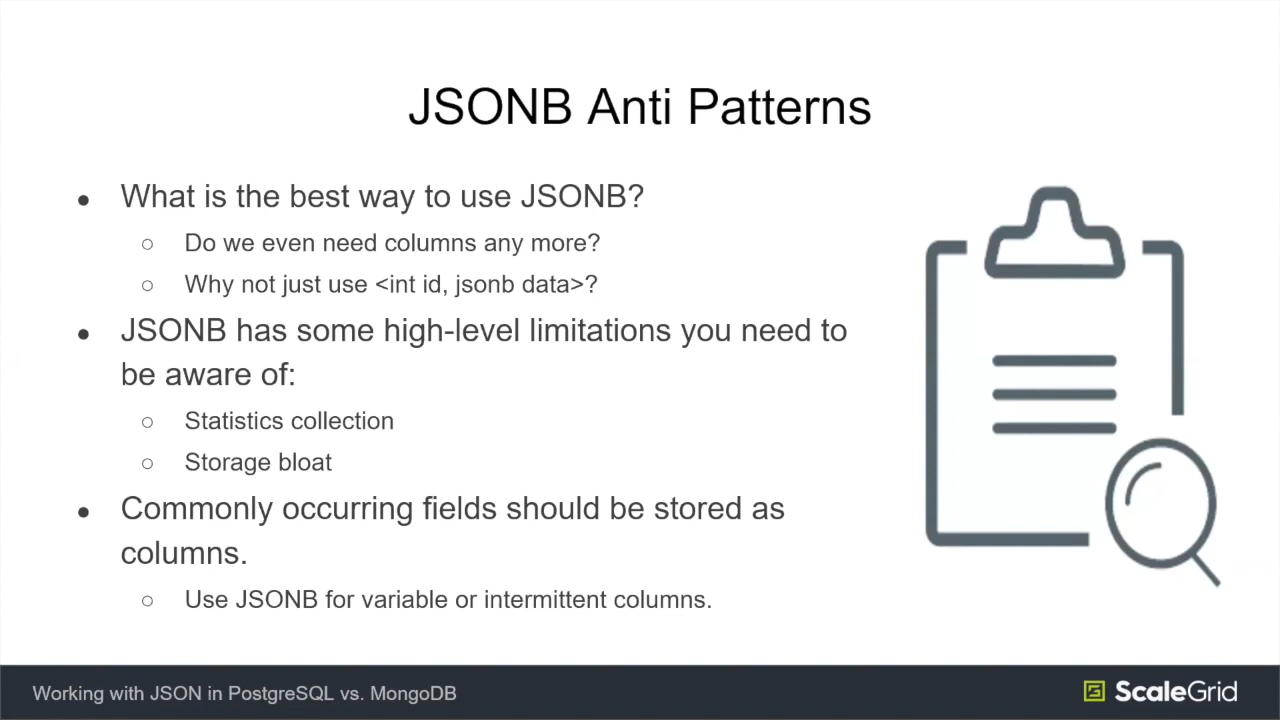 JSONB Anti Patterns
● What is the best way to use JSONB?
○ Do we even need columns any more?
○ Why not just use <int id, jsonb data>?
● JSONB has some high-level limitations you need to
be aware of:
○ Statistics collection
○ Storage bloat
● Commonly occurring fields should be stored as
columns.
○ Use JSONB for variable or intermittent columns.
Working with JSON in PostgreSQL vs. MongoDB
ScaleGrid